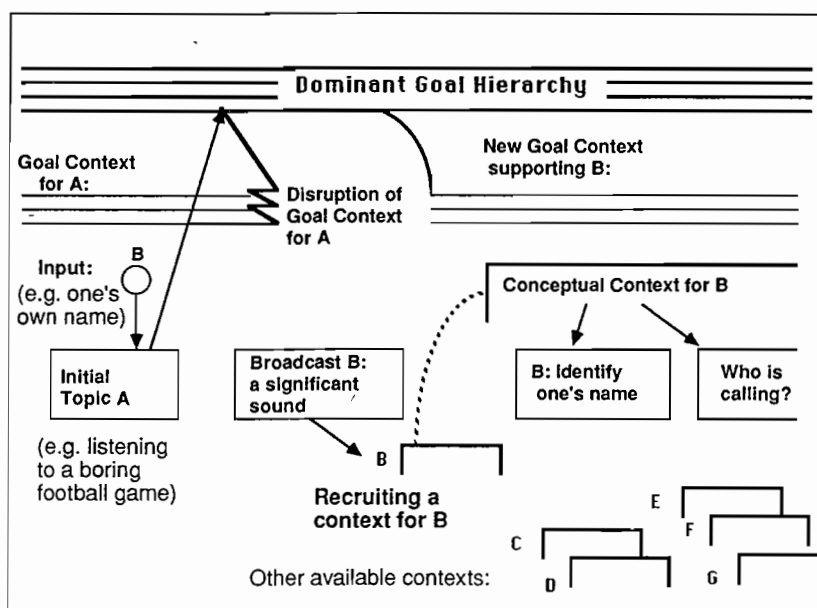 Dominant Goal Hierarchy
Goal Context
for A:
Disruption of
Goal Context
for A
New Goal Context
supporting B:
B
Input:
(e.g. one's
own name)
Initial
Topic A
(e.g. listening
to a boring
football game)
Broadcast B:
a significant
sound
B
Recruiting a
context for B
Conceptual Context for B
B: Identify
one's name
Who is
calling?
E
F
C
D
G
Other available contexts: